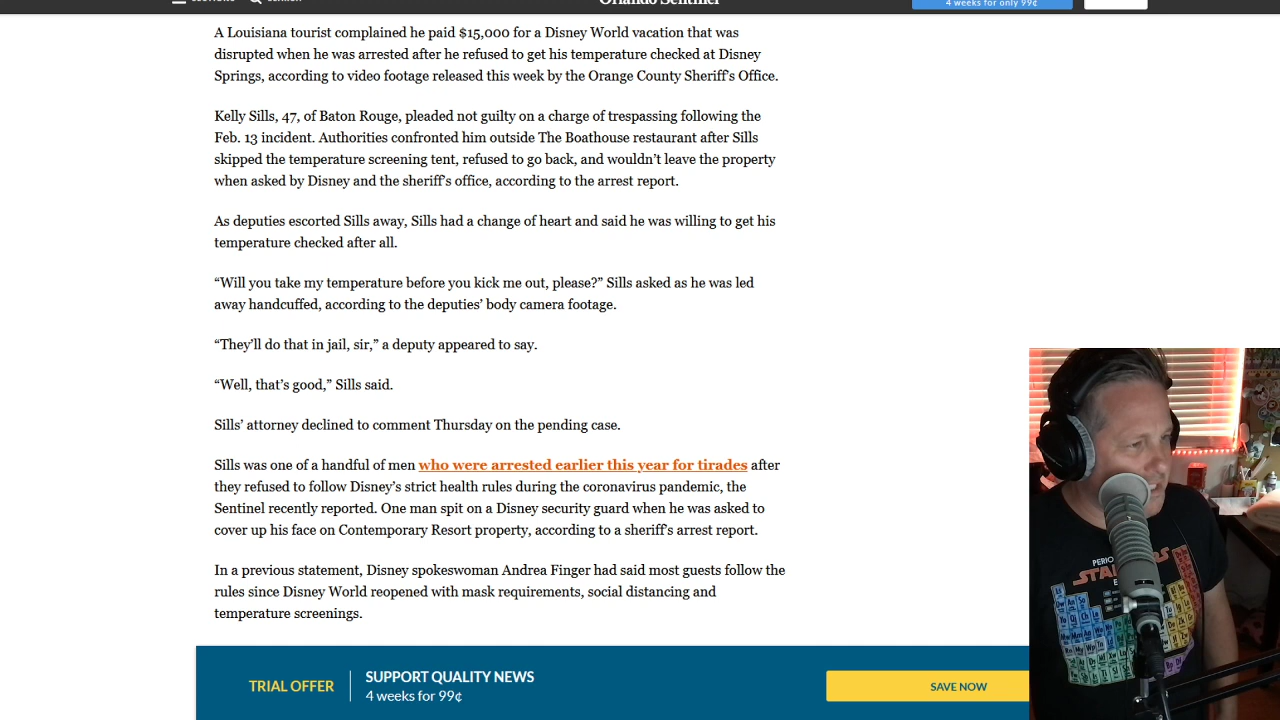 Orlando Sentinel
4 weeks for only 99¢
A Louisiana tourist complained he paid $15,000 for a Disney World vacation that was
disrupted when he was arrested after he refused to get his temperature checked at Disney
Springs, according to video footage released this week by the Orange County Sheriff's Office.
Kelly Sills, 47, of Baton Rouge, pleaded not guilty on a charge of trespassing following the
Feb. 13 incident. Authorities confronted him outside The Boathouse restaurant after Sills
skipped the temperature screening tent, refused to go back, and wouldn't leave the property
when asked by Disney and the sheriff's office, according to the arrest report.
As deputies escorted Sills away, Sills had a change of heart and said he was willing to get his
temperature checked after all.
“Will you take my temperature before you kick me out, please?” Sills asked as he was led
away handcuffed, according to the deputies' body camera footage.
“They'll do that in jail, sir,” a deputy appeared to say.
“Well, that's good,” Sills said.
Sills' attorney declined to comment Thursday on the pending case.
Sills was one of a handful of men who were arrested earlier this year for tirades after
they refused to follow Disney's strict health rules during the coronavirus pandemic, the
Sentinel recently reported. One man spit on a Disney security guard when he was asked to
cover up his face on Contemporary Resort property, according to a sheriff's arrest report.
In a previous statement, Disney spokeswoman Andrea Finger had said most guests follow the
rules since Disney World reopened with mask requirements, social distancing and
temperature screenings.
TRIAL OFFER
SUPPORT QUALITY NEWS
4 weeks for 99¢
SAVE NOW